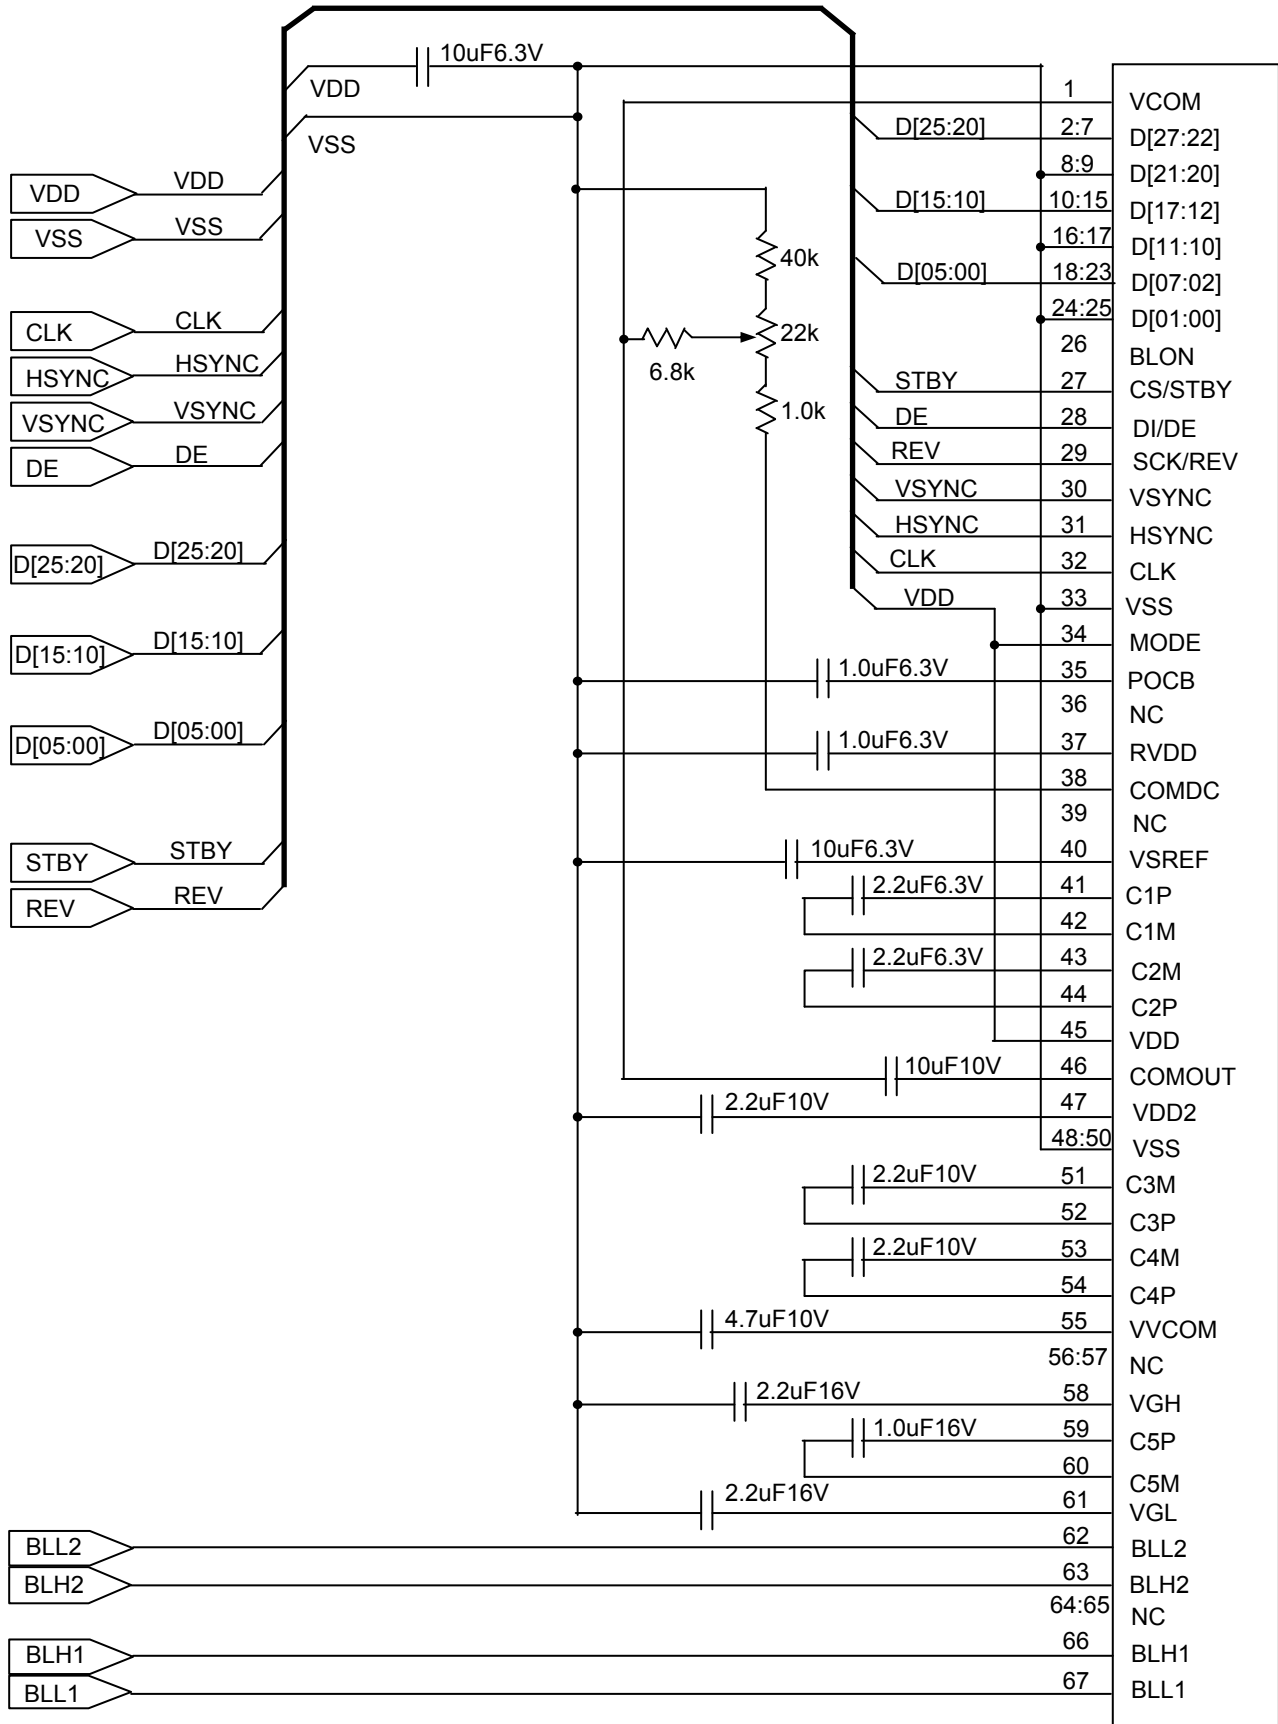 10uF6.3V
VDD
VSS
VDD VDD
VSS VSS
CLK CLK
HSYNC HSYNC
VSYNC VSYNC
DE DE
D[25:20] D[25:20]
D[15:10] D[15:10]
D[05:00] D[05:00]
STBY STBY
REV REV
40k
22k
6.8k
1.0k
1 VCOM
D[25:20] 2:7 D[27:22]
8:9 D[21:20]
D[15:10] 10:15 D[17:12]
16:17 D[11:10]
D[05:00] 18:23 D[07:02]
24:25 D[01:00]
26 BLON
STBY 27 CS/STBY
DE 28 DI/DE
REV 29 SCK/REV
VSYNC 30 VSYNC
HSYNC 31 HSYNC
CLK 32 CLK
VDD 33 VSS
34 MODE
1.0uF6.3V 35 POCB
36 NC
1.0uF6.3V 37 RVDD
38 COMDC
39 NC
10uF6.3V 40 VSREF
2.2uF6.3V 41 C1P
42 C1M
2.2uF6.3V 43 C2M
44 C2P
45 VDD
10uF10V 46 COMOUT
2.2uF10V 47 VDD2
48:50 VSS
2.2uF10V 51 C3M
52 C3P
2.2uF10V 53 C4M
54 C4P
4.7uF10V 55 VVCOM
56:57 NC
2.2uF16V 58 VGH
1.0uF16V 59 C5P
60 C5M
2.2uF16V 61 VGL
BLL2 62 BLL2
BLH2 63 BLH2
64:65 NC
BLH1 66 BLH1
BLL1 67 BLL1